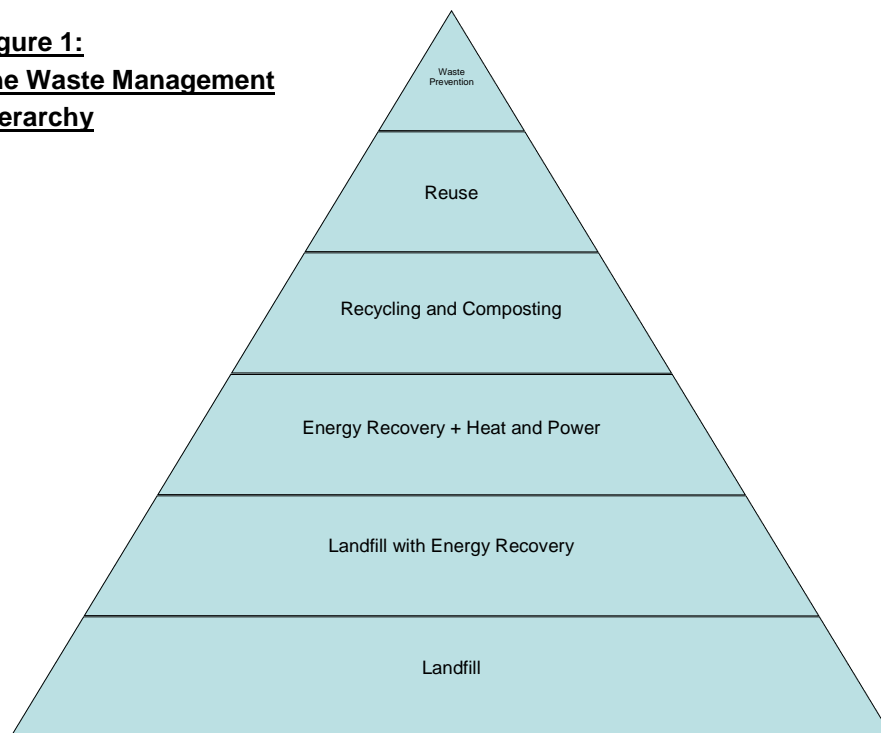 gure 1:
ne Waste Management
erarchy
Waste
Prevention
Reuse
Recycling and Composting
Energy Recovery + Heat and Power
Landfill with Energy Recovery
Landfill